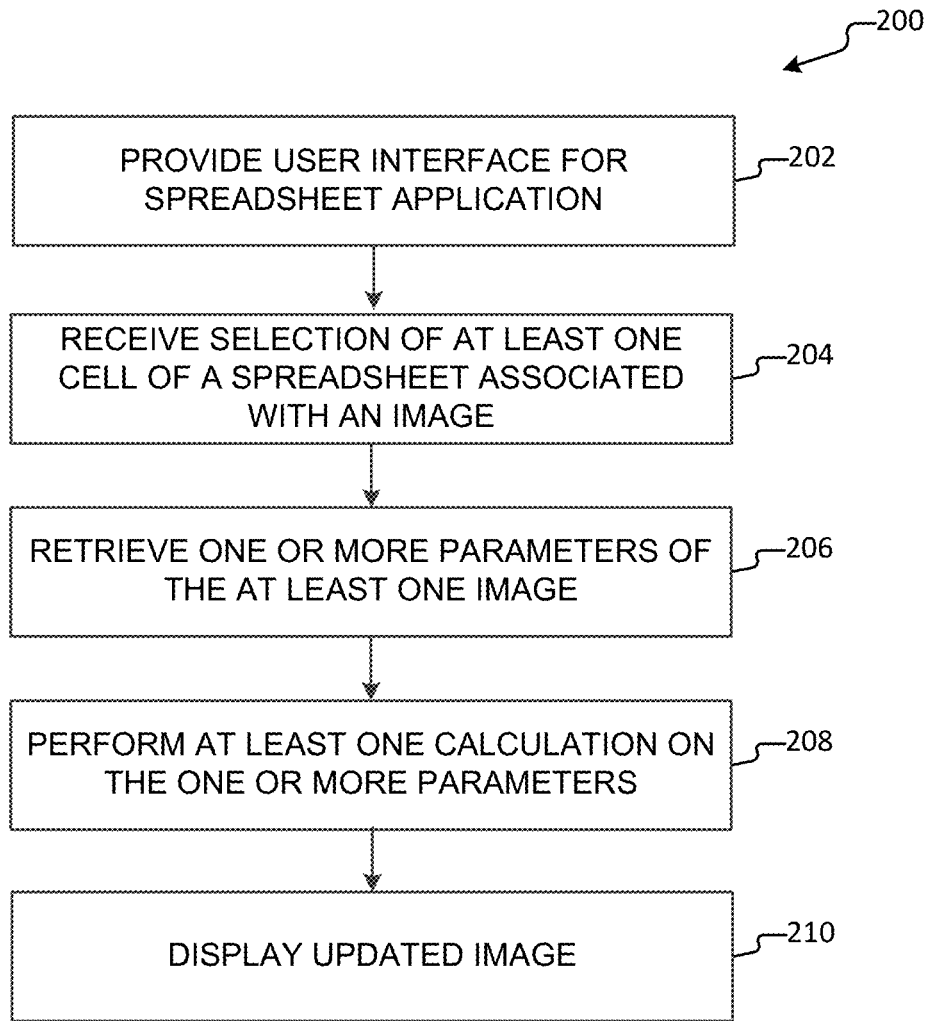 200
PROVIDE USER INTERFACE FOR
SPREADSHEET APPLICATION
202
RECEIVE SELECTION OF AT LEAST ONE
CELL OF A SPREADSHEET ASSOCIATED
WITH AN IMAGE
204
RETRIEVE ONE OR MORE PARAMETERS OF
THE AT LEAST ONE IMAGE
206
PERFORM AT LEAST ONE CALCULATION ON
THE ONE OR MORE PARAMETERS
208
DISPLAY UPDATED IMAGE
210